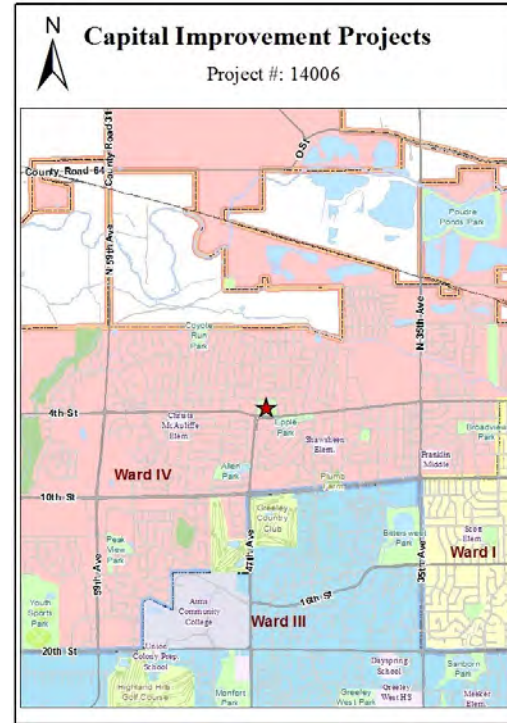 N
Capital Improvement Projects
Project #: 14006
County Road 31
O St
County Road 64
N 59th Ave
Poudre
Ponds Park
N 35th Ave
Coyote
Run
Park
4th St
Christa
McAuliffe
Elem.
Epple
Park
Shawsheen
Elem.
Broadview
Park
Franklin
Middle
Ward IV
Allen
Park
10th St
Greeley
Country
Club
Bittersweet
Park
Scott
Elem.
Ward I
Peak
View
Park
59th Ave
47th Ave
35th Ave
16th St
Youth
Sports
Park
Aims
Community
College
Ward III
20th St
Union
Colony Prep.
School
Dayspring
School
Sanborn
Park
Highland Hills
Golf Course
Monfort
Park
Greeley
West Park
Greeley
West HS
Meeker
Elem.